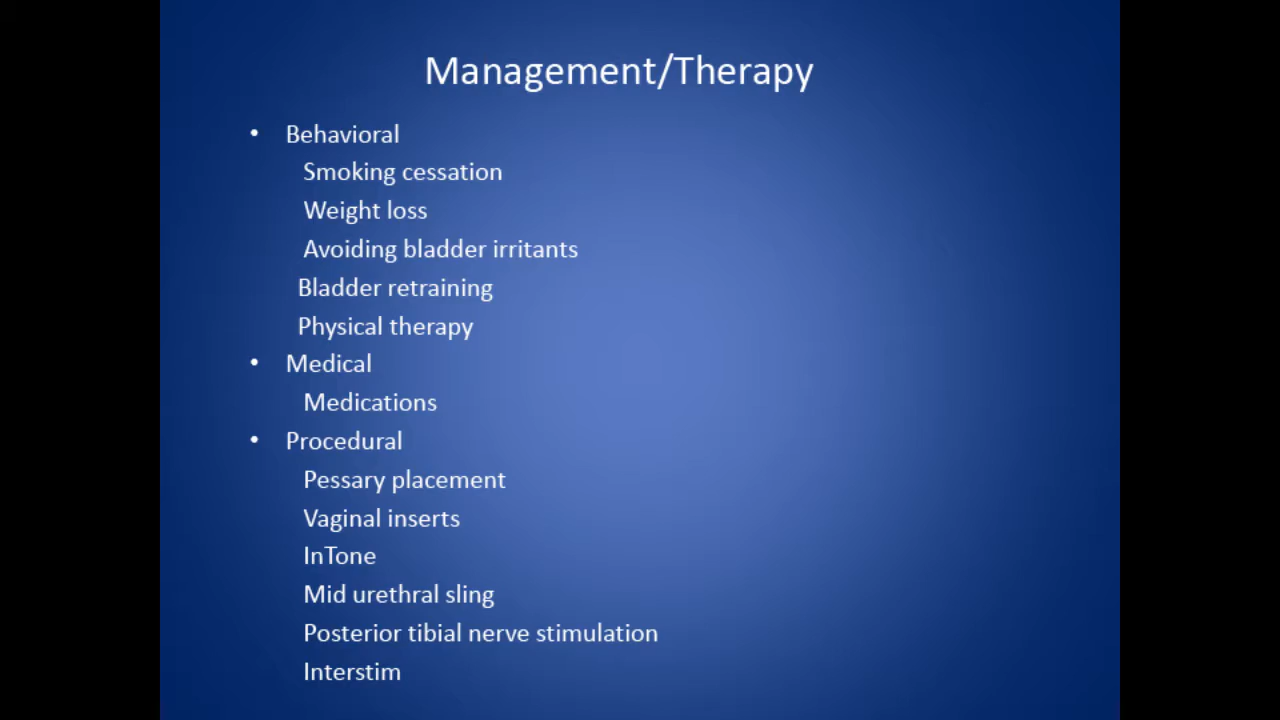 Management/Therapy
• Behavioral
Smoking cessation
Weight loss
Avoiding bladder irritants
Bladder retraining
Physical therapy
• Medical
Medications
• Procedural
Pessary placement
Vaginal inserts
InTone
Mid urethral sling
Posterior tibial nerve stimulation
Interstim